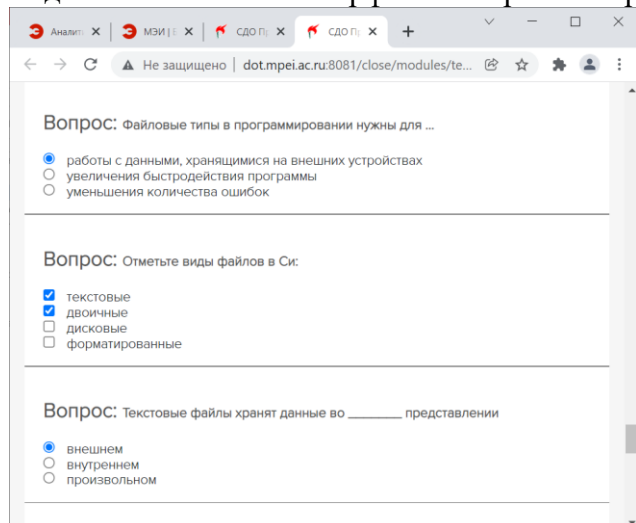 Аналит
МЭИ | Е
СДО П
СДО П
Не защищено | dot.mpei.ac.ru:8081/close/modules/te...
Вопрос: Файловые типы в программировании нужны для ...
работы с данными, хранящимися на внешних устройствах
увеличения быстродействия программы
уменьшения количества ошибок
Вопрос: Отметьте виды файлов в Си:
текстовые
двоичные
дисковые
форматированные
Вопрос: Текстовые файлы хранят данные во _______ представлении
внешнем
внутреннем
произвольном